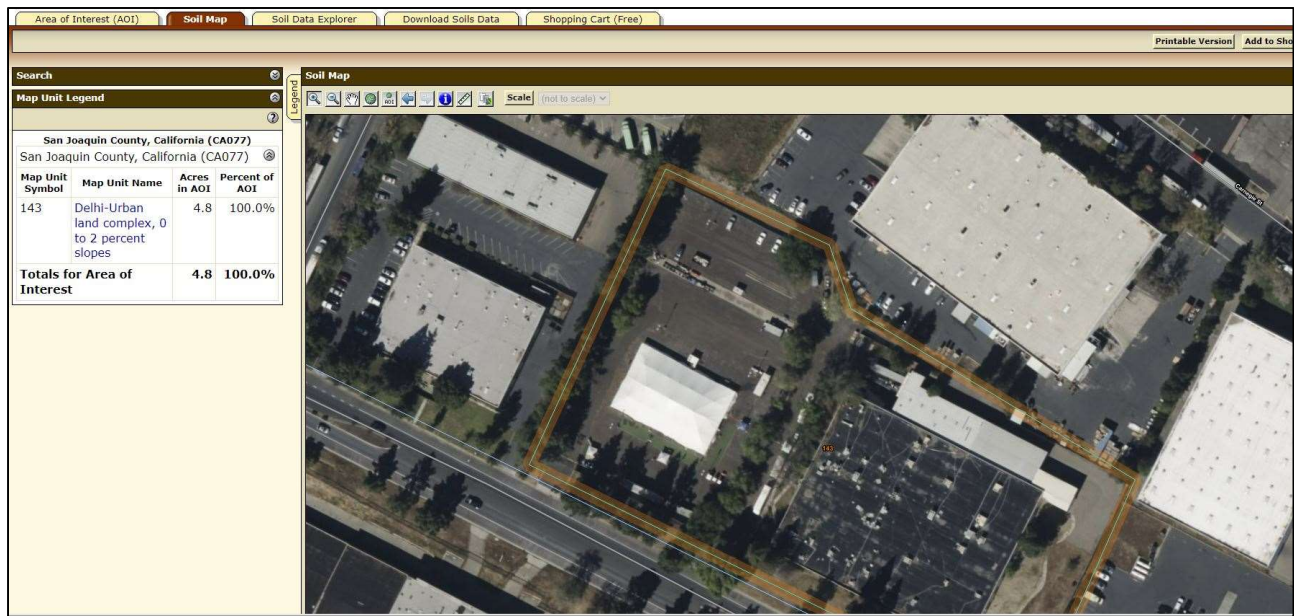 Area of Interest (AOI) Soil Map Soil Data Explorer Download Soils Data Shopping Cart (Free)
Printable Version Add to Sho
Search
Map Unit Legend
San Joaquin County, California (CA077)
San Joaquin County, California (CA077)
Map Unit Symbol Map Unit Name Acres in AOI Percent of AOI
143 Delhi-Urban land complex, 0 to 2 percent slopes 4.8 100.0%
Totals for Area of Interest 4.8 100.0%
Legend
Soil Map
AOI
Scale (not to scale)
Carnegie St
143